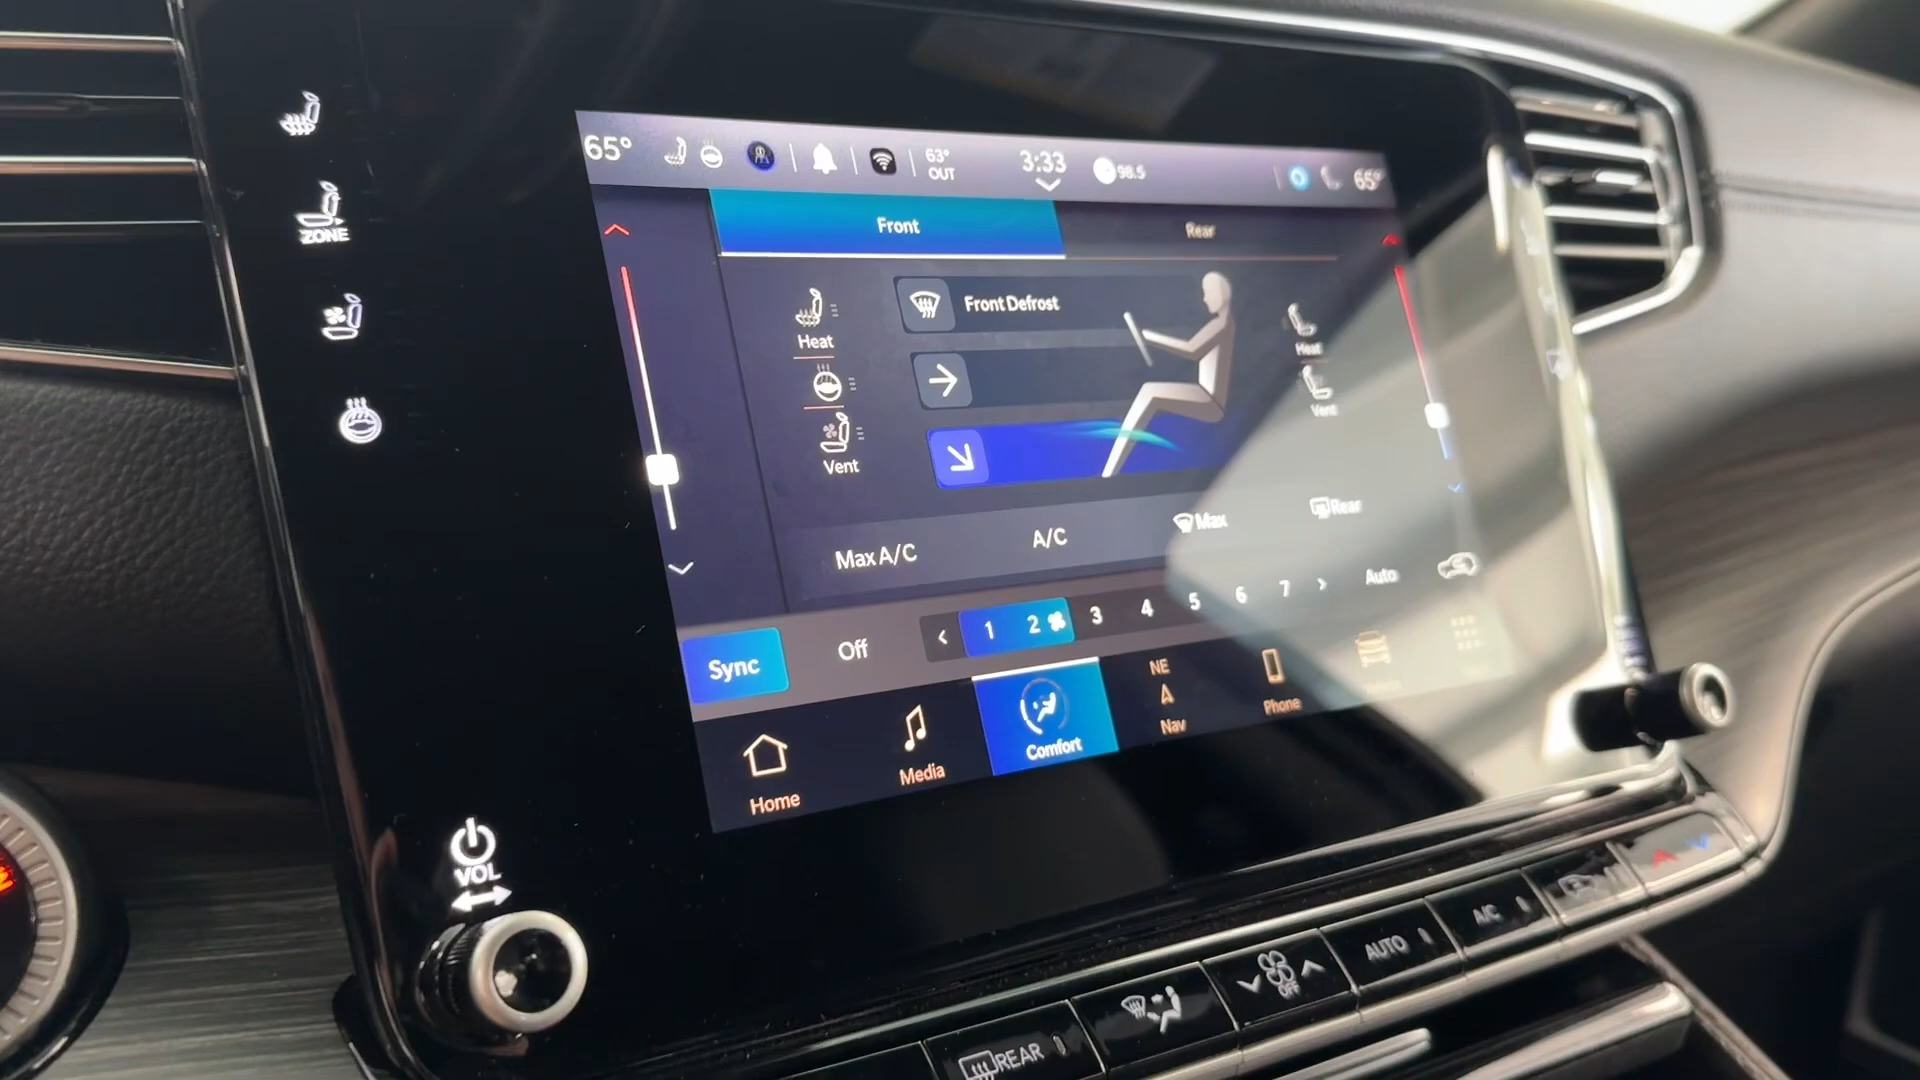 65°
63°
OUT
3:33
98.5
65°
ZONE
Front
Rear
Front Defrost
Heat
Vent
Heat
Vent
Max A/C
A/C
Max
Rear
Sync
Off
1 2 3 4 5 6 7
Auto
Home
Media
Comfort
NE
Nav
Phone
VOL
REAR
OFF
AUTO
A/C